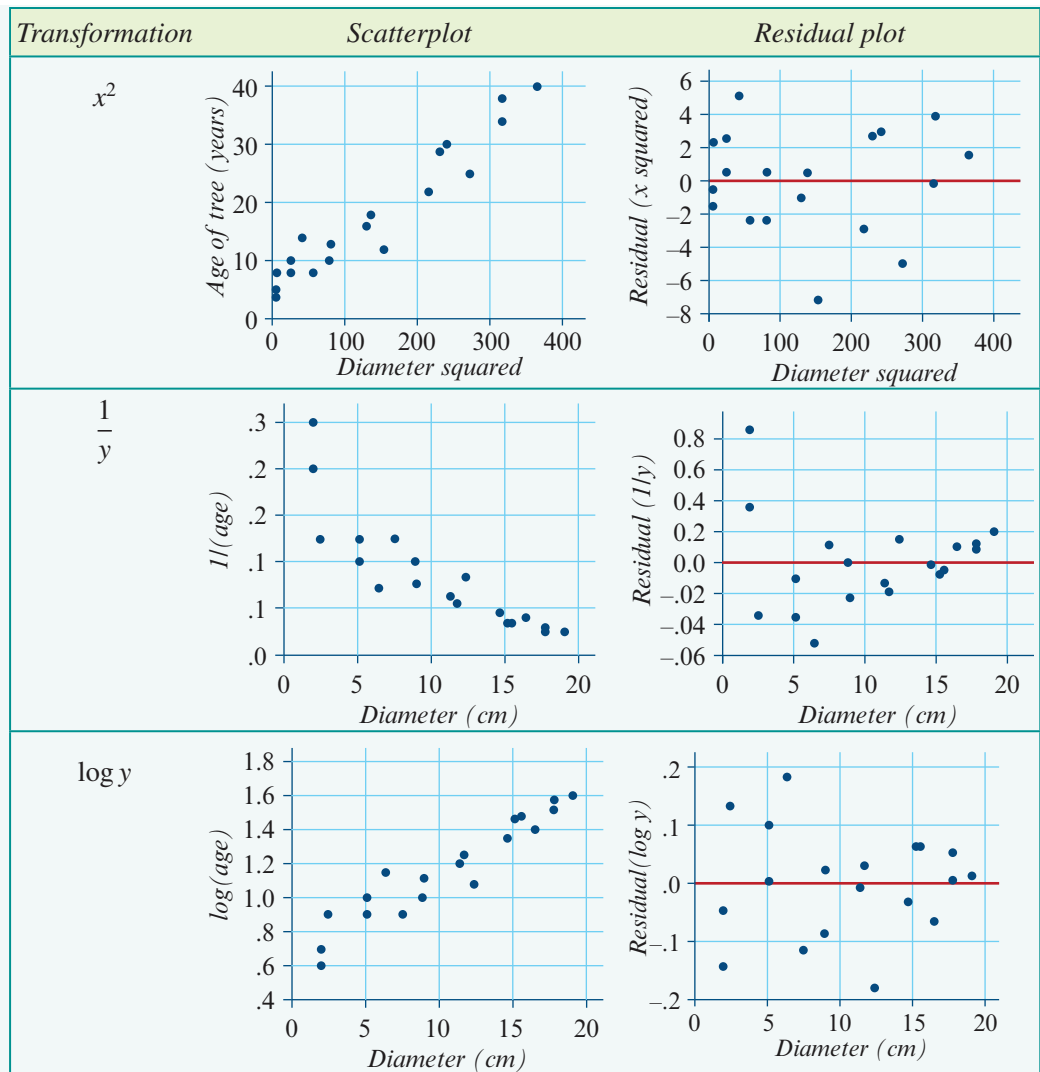 Transformation Scatterplot Residual plot
x²
Age of tree (years)
40
30
20
10
0
0 100 200 300 400
Diameter squared
Residual (x squared)
6
4
2
0
−2
−4
−6
−8
0 100 200 300 400
Diameter squared
1/y
1/(age)
.3
.2
.2
.1
.1
.0
0 5 10 15 20
Diameter (cm)
Residual (1/y)
0.8
0.6
0.4
0.2
0.0
−.02
−.04
−.06
0 5 10 15 20
Diameter (cm)
log y
log(age)
1.8
1.6
1.4
1.2
1.0
.8
.6
.4
0 5 10 15 20
Diameter (cm)
Residual(log y)
.2
.1
.0
−.1
−.2
0 5 10 15 20
Diameter (cm)